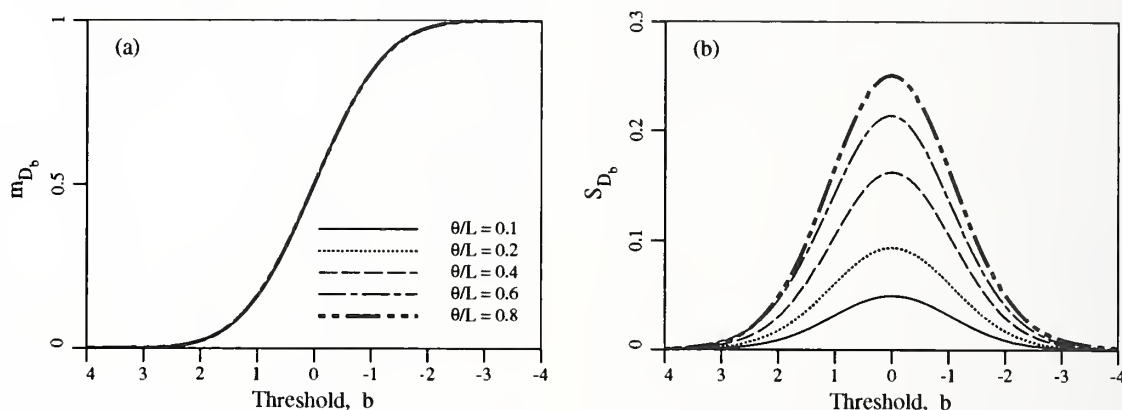 (a)
1
0.5
0
m_{D_b}
θ/L = 0.1
θ/L = 0.2
θ/L = 0.4
θ/L = 0.6
θ/L = 0.8
4 3 2 1 0 -1 -2 -3 -4
Threshold, b
(b)
0.3
0.2
0.1
0
S_{D_b}
4 3 2 1 0 -1 -2 -3 -4
Threshold, b